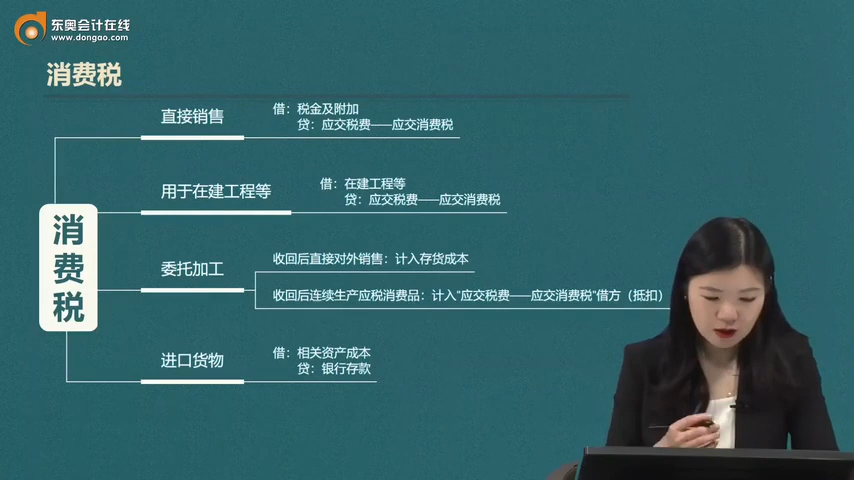 东奥会计在线
www.dongao.com
消费税
直接销售
借：税金及附加
贷：应交税费——应交消费税
用于在建工程等
借：在建工程等
贷：应交税费——应交消费税
消费税
委托加工
收回后直接对外销售：计入存货成本
收回后连续生产应税消费品：计入“应交税费——应交消费税”借方（抵扣）
进口货物
借：相关资产成本
贷：银行存款